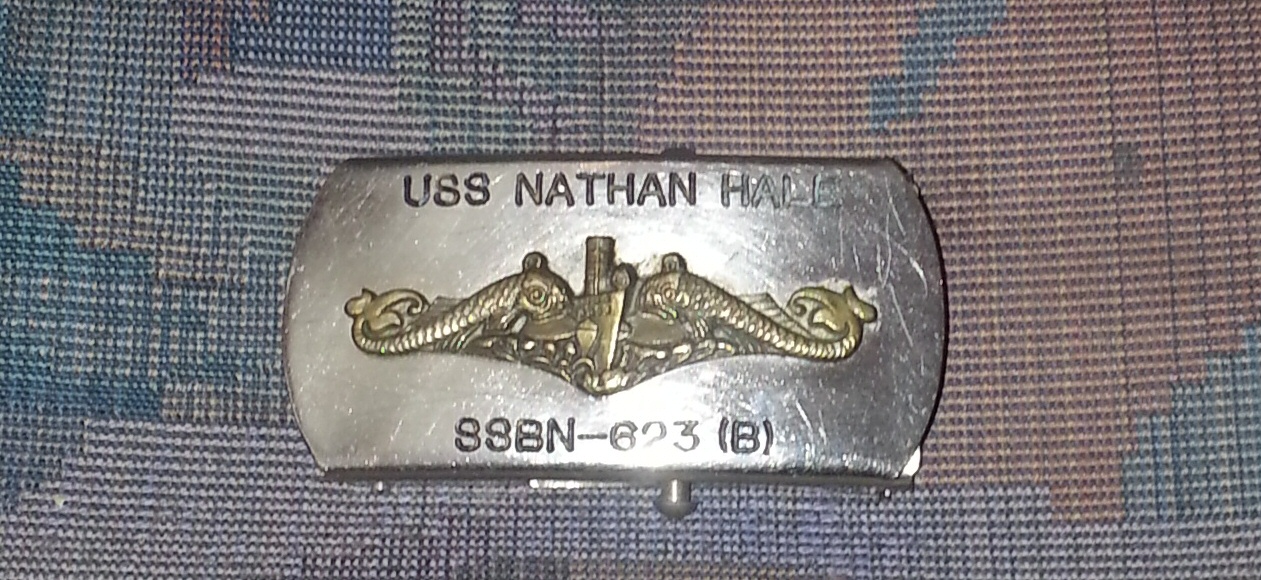 USS NATHAN HALE
SSBN-623 (B)